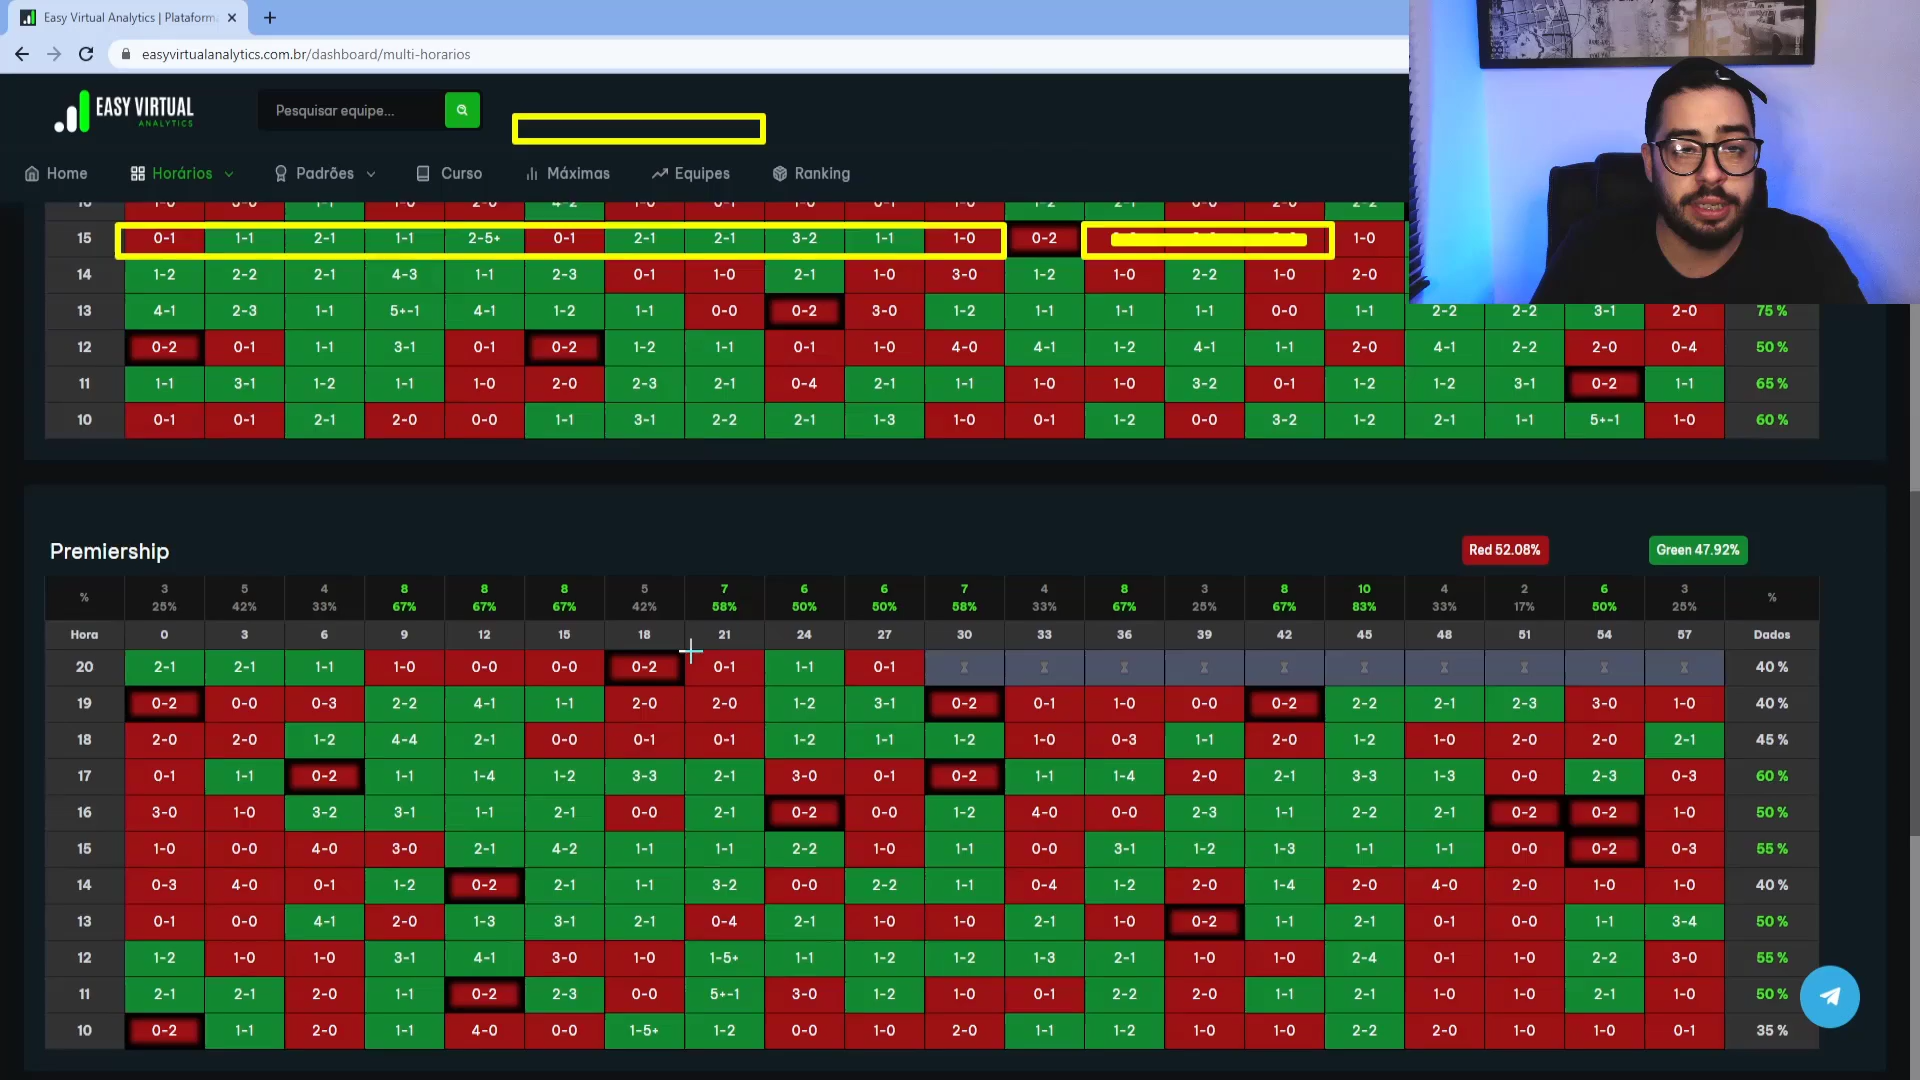 Easy Virtual Analytics | Plataform
easyvirtualanalytics.com.br/dashboard/multi-horarios
EASY VIRTUAL
ANALYTICS
Pesquisar equipe...
Home Horários Padrões Curso Máximas Equipes Ranking
15 0-1 1-1 2-1 1-1 2-5+ 0-1 2-1 2-1 3-2 1-1 1-0 0-2 1-0
14 1-2 2-2 2-1 4-3 1-1 2-3 0-1 1-0 2-1 1-0 3-0 1-2 1-0 2-2 1-0 2-0
13 4-1 2-3 1-1 5+-1 4-1 1-2 1-1 0-0 0-2 3-0 1-2 1-1 1-1 1-1 0-0 1-1 2-2 2-2 3-1 2-0 75 %
12 0-2 0-1 1-1 3-1 0-1 0-2 1-2 1-1 0-1 1-0 4-0 4-1 1-2 4-1 1-1 2-0 4-1 2-2 2-0 0-4 50 %
11 1-1 3-1 1-2 1-1 1-0 2-0 2-3 2-1 0-4 2-1 1-1 1-0 1-0 3-2 0-1 1-2 1-2 3-1 0-2 1-1 65 %
10 0-1 0-1 2-1 2-0 0-0 1-1 3-1 2-2 2-1 1-3 1-0 0-1 1-2 0-0 3-2 1-2 2-1 1-1 5+-1 1-0 60 %
Premiership Red 52.08% Green 47.92%
% 3 5 4 8 8 8 5 7 6 6 7 4 8 3 8 10 4 2 6 3 %
25% 42% 33% 67% 67% 67% 42% 58% 50% 50% 58% 33% 67% 25% 67% 83% 33% 17% 50% 25%
Hora 0 3 6 9 12 15 18 21 24 27 30 33 36 39 42 45 48 51 54 57 Dados
20 2-1 2-1 1-1 1-0 0-0 0-0 0-2 0-1 1-1 0-1 40 %
19 0-2 0-0 0-3 2-2 4-1 1-1 2-0 2-0 1-2 3-1 0-2 0-1 1-0 0-0 0-2 2-2 2-1 2-3 3-0 1-0 40 %
18 2-0 2-0 1-2 4-4 2-1 0-0 0-1 0-1 1-2 1-1 1-2 1-0 0-3 1-1 2-0 1-2 1-0 2-0 2-0 2-1 45 %
17 0-1 1-1 0-2 1-1 1-4 1-2 3-3 2-1 3-0 0-1 0-2 1-1 1-4 2-0 2-1 3-3 1-3 0-0 2-3 0-3 60 %
16 3-0 1-0 3-2 3-1 1-1 2-1 0-0 2-1 0-2 0-0 1-2 4-0 0-0 2-3 1-1 2-2 2-1 0-2 0-2 1-0 50 %
15 1-0 0-0 4-0 3-0 2-1 4-2 1-1 1-1 2-2 1-0 1-1 0-0 3-1 1-2 1-3 1-1 1-1 0-0 0-2 0-3 55 %
14 0-3 4-0 0-1 1-2 0-2 2-1 1-1 3-2 0-0 2-2 1-1 0-4 1-2 2-0 1-4 2-0 4-0 2-0 1-0 1-0 40 %
13 0-1 0-0 4-1 2-0 1-3 3-1 2-1 0-4 2-1 1-0 1-0 2-1 1-0 0-2 1-1 2-1 0-1 0-0 1-1 3-4 50 %
12 1-2 1-0 1-0 3-1 4-1 3-0 1-0 1-5+ 1-1 1-2 1-2 1-3 2-1 1-0 1-0 2-4 0-1 1-0 2-2 3-0 55 %
11 2-1 2-1 2-0 1-1 0-2 2-3 0-0 5+-1 3-0 1-2 1-0 0-1 2-2 2-0 1-1 2-1 1-0 1-0 2-1 1-0 50 %
10 0-2 1-1 2-0 1-1 4-0 0-0 1-5+ 1-2 0-0 1-0 2-0 1-1 1-2 1-0 1-0 2-2 2-0 1-0 1-0 0-1 35 %